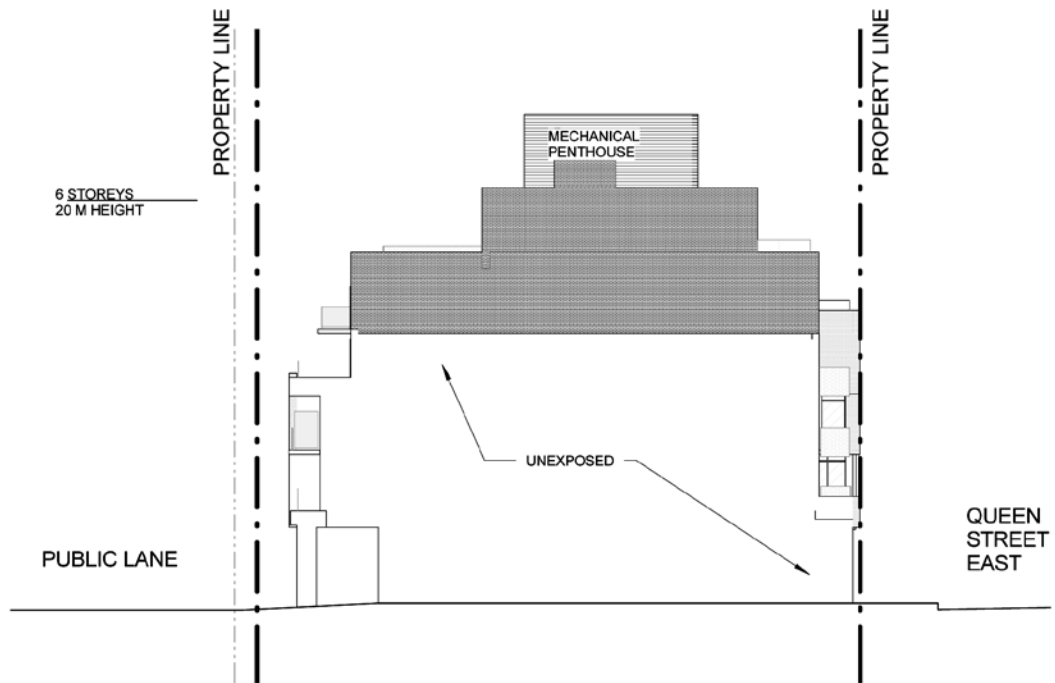 PROPERTY LINE
PROPERTY LINE
MECHANICAL
PENTHOUSE
6 STOREYS
20 M HEIGHT
UNEXPOSED
PUBLIC LANE
QUEEN
STREET
EAST